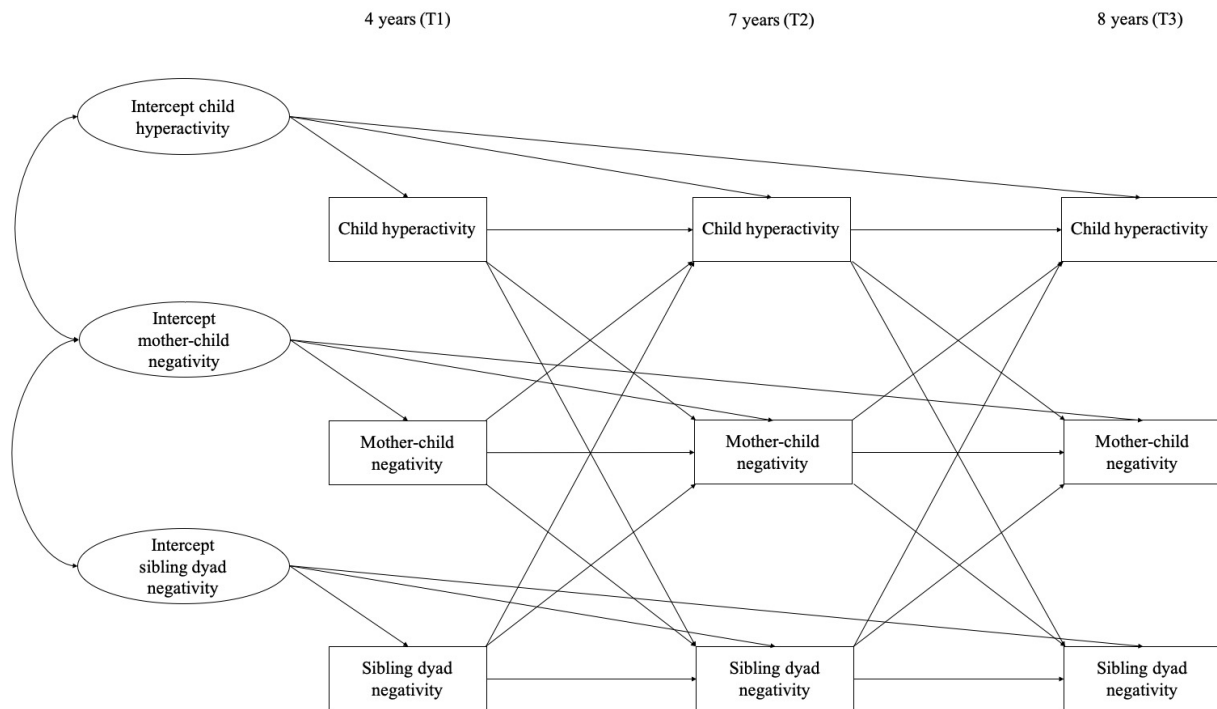 4 years (T1)
7 years (T2)
8 years (T3)
Intercept child
hyperactivity
Child hyperactivity
Child hyperactivity
Child hyperactivity
Intercept
mother-child
negativity
Mother-child
negativity
Mother-child
negativity
Mother-child
negativity
Intercept
sibling dyad
negativity
Sibling dyad
negativity
Sibling dyad
negativity
Sibling dyad
negativity